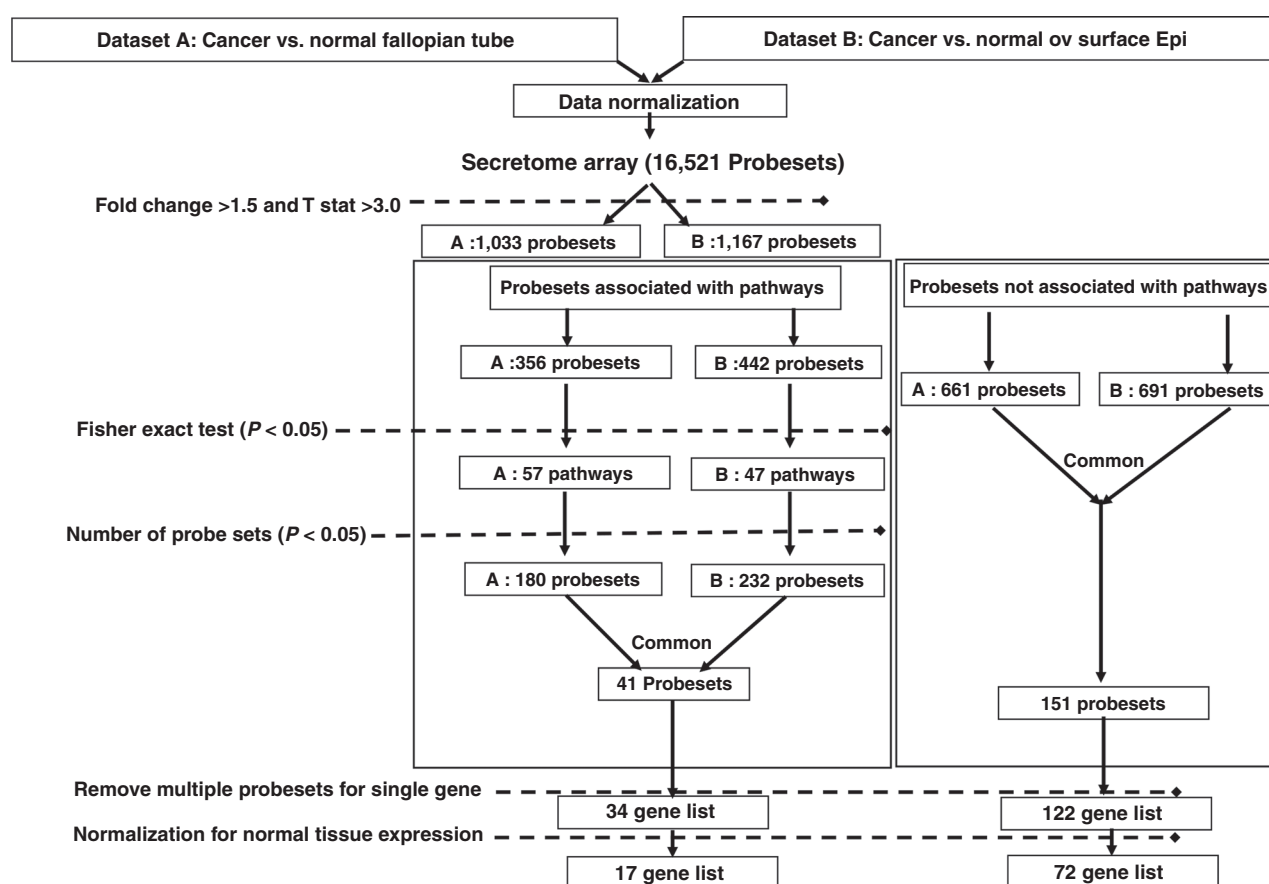 Dataset A: Cancer vs. normal fallopian tube
Dataset B: Cancer vs. normal ov surface Epi
Data normalization
Secretome array (16,521 Probesets)
Fold change >1.5 and T stat >3.0
A :1,033 probesets
B :1,167 probesets
Probesets associated with pathways
Probesets not associated with pathways
A :356 probesets
B :442 probesets
A : 661 probesets
B : 691 probesets
Fisher exact test (P < 0.05)
Common
A : 57 pathways
B : 47 pathways
Number of probe sets (P < 0.05)
A : 180 probesets
B : 232 probesets
Common
41 Probesets
151 probesets
Remove multiple probesets for single gene
34 gene list
122 gene list
Normalization for normal tissue expression
17 gene list
72 gene list